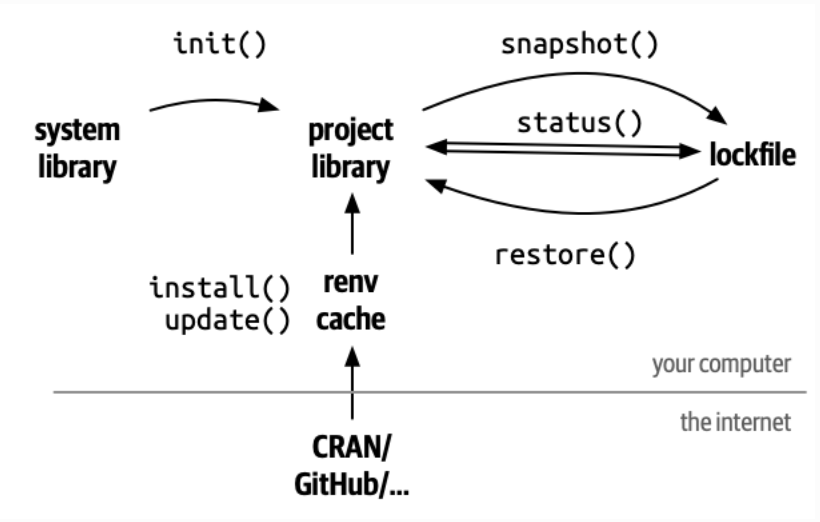 init()
snapshot()
system
library
project
library
status()
lockfile
restore()
install()
update()
renv
cache
your computer
the internet
CRAN/
GitHub/...